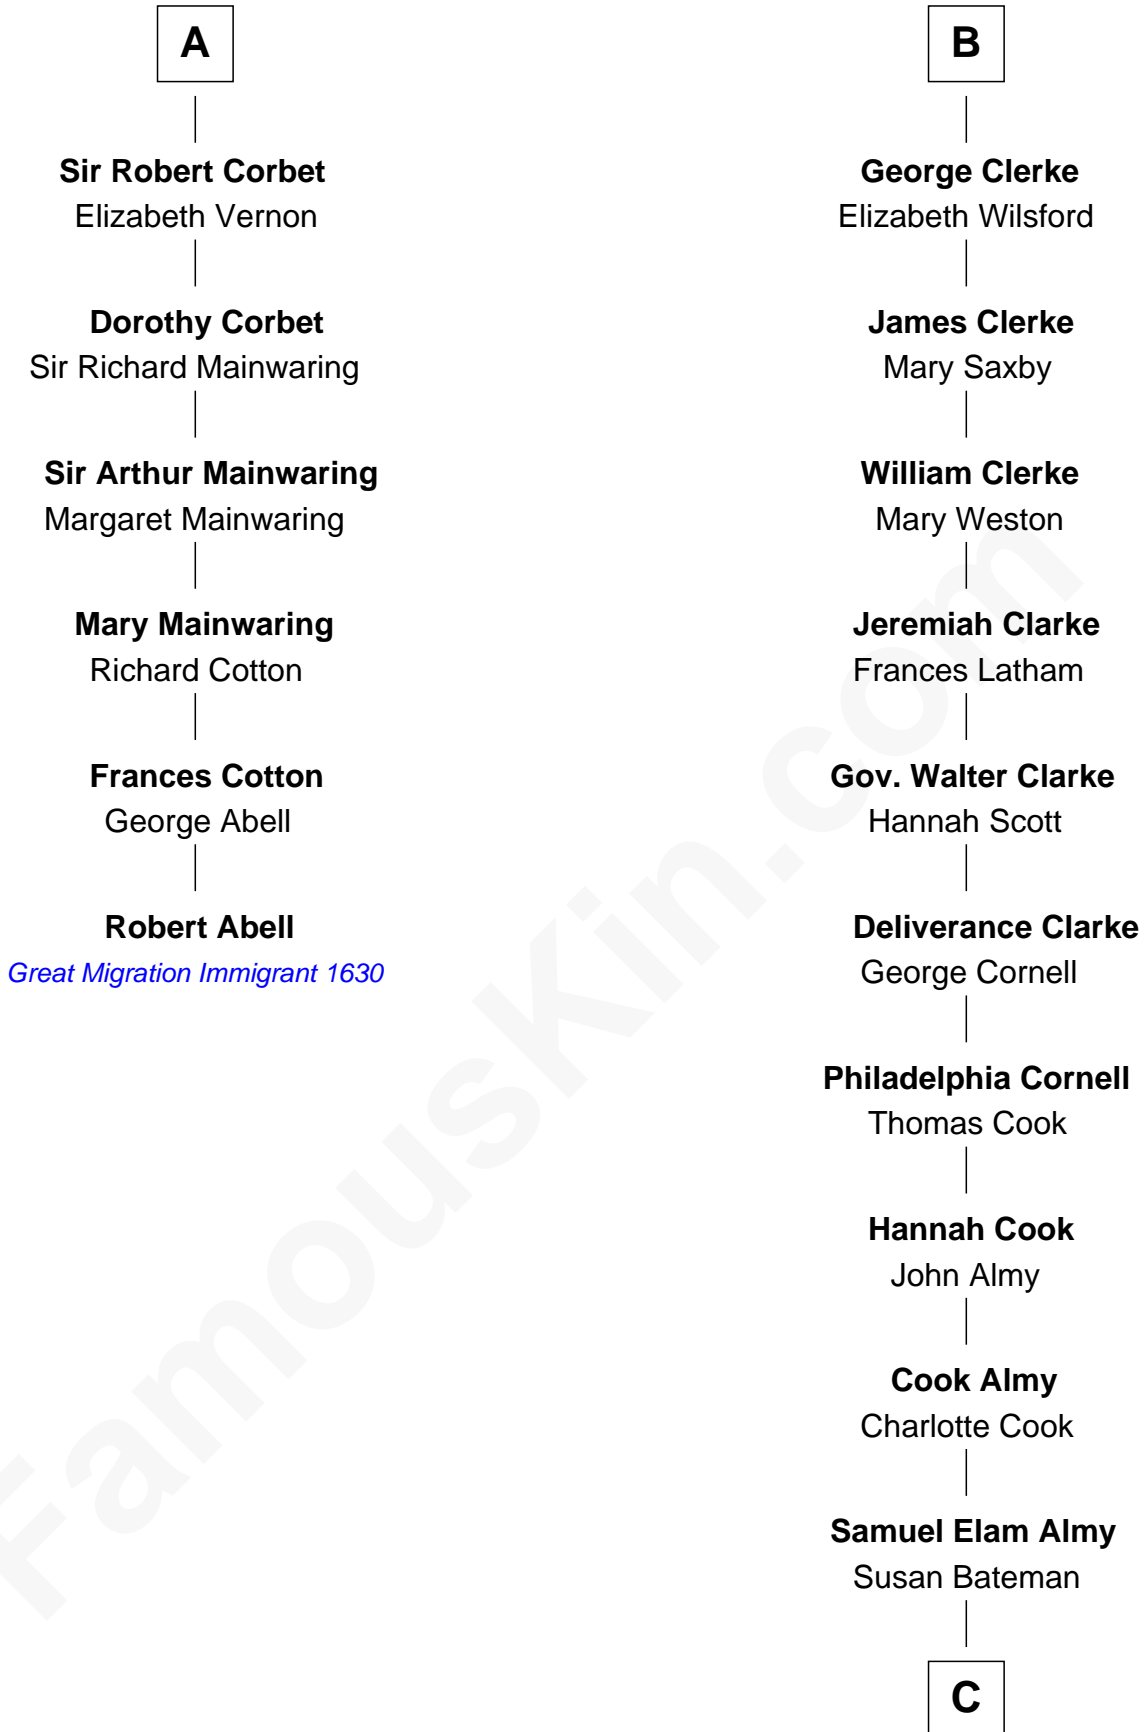 A
Sir Robert Corbet
Elizabeth Vernon
Dorothy Corbet
Sir Richard Mainwaring
Sir Arthur Mainwaring
Margaret Mainwaring
Mary Mainwaring
Richard Cotton
Frances Cotton
George Abell
Robert Abell
Great Migration Immigrant 1630
B
George Clerke
Elizabeth Wilsford
James Clerke
Mary Saxby
William Clerke
Mary Weston
Jeremiah Clarke
Frances Latham
Gov. Walter Clarke
Hannah Scott
Deliverance Clarke
George Cornell
Philadelphia Cornell
Thomas Cook
Hannah Cook
John Almy
Cook Almy
Charlotte Cook
Samuel Elam Almy
Susan Bateman
C
FamousKin.com